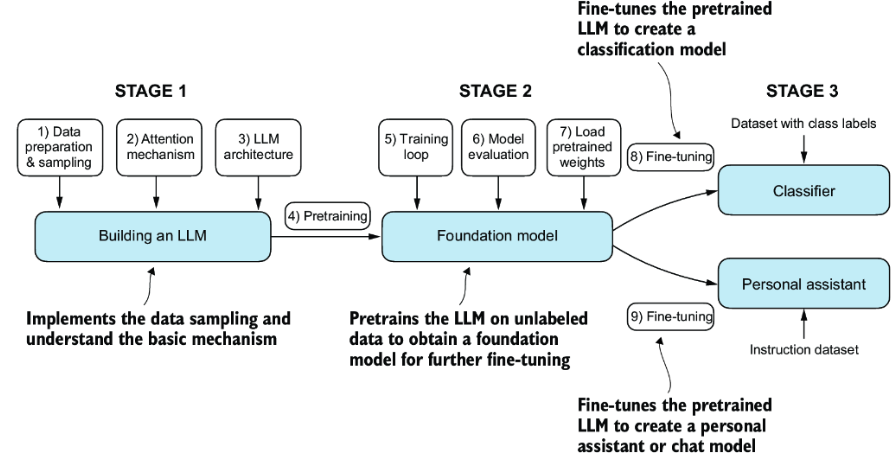 Fine-tunes the pretrained
LLM to create a
classification model
STAGE 1
STAGE 2
STAGE 3
1) Data
preparation
& sampling
2) Attention
mechanism
3) LLM
architecture
5) Training
loop
6) Model
evaluation
7) Load
pretrained
weights
8) Fine-tuning
Dataset with class labels
Classifier
4) Pretraining
Building an LLM
Foundation model
Personal assistant
Implements the data sampling and
understand the basic mechanism
Pretrains the LLM on unlabeled
data to obtain a foundation
model for further fine-tuning
9) Fine-tuning
Instruction dataset
Fine-tunes the pretrained
LLM to create a personal
assistant or chat model